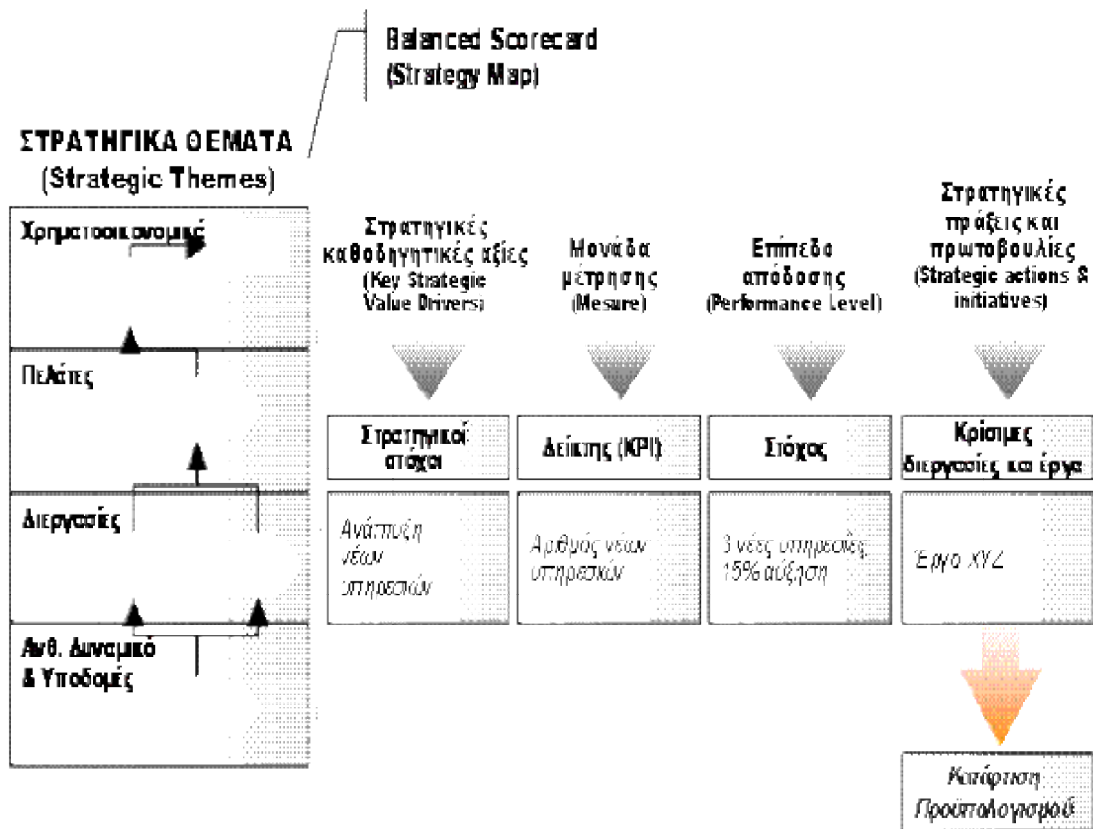 Balanced Scorecard
(Strategy Map)
ΣΤΡΑΤΗΓΙΚΑ ΘΕΜΑΤΑ
(Strategic Themes)
Χρηματοοικονομικά
Πελάτες
Διεργασίες
Ανθ. Δυναμικό
& Υποδομές
Στρατηγικές
καθοδηγητικές αξίες
(Key Strategic
Value Drivers)
Μονάδα
μέτρησης
(Mesure)
Επίπεδο
απόδοσης
(Performance Level)
Στρατηγικές
πράξεις και
πρωτοβουλίες
(Strategic actions &
initiatives)
Στρατηγικοί
στόχοι
Δείκτης (KPI)
Στόχος
Κρίσιμες
διεργασίες και έργα
Ανάπτυξη
νέων
υπηρεσιών
Αριθμός νέων
υπηρεσιών
3 νέες υπηρεσίες,
15% αύξηση
Έργο XYZ
Κατάρτιση
Προϋπολογισμού